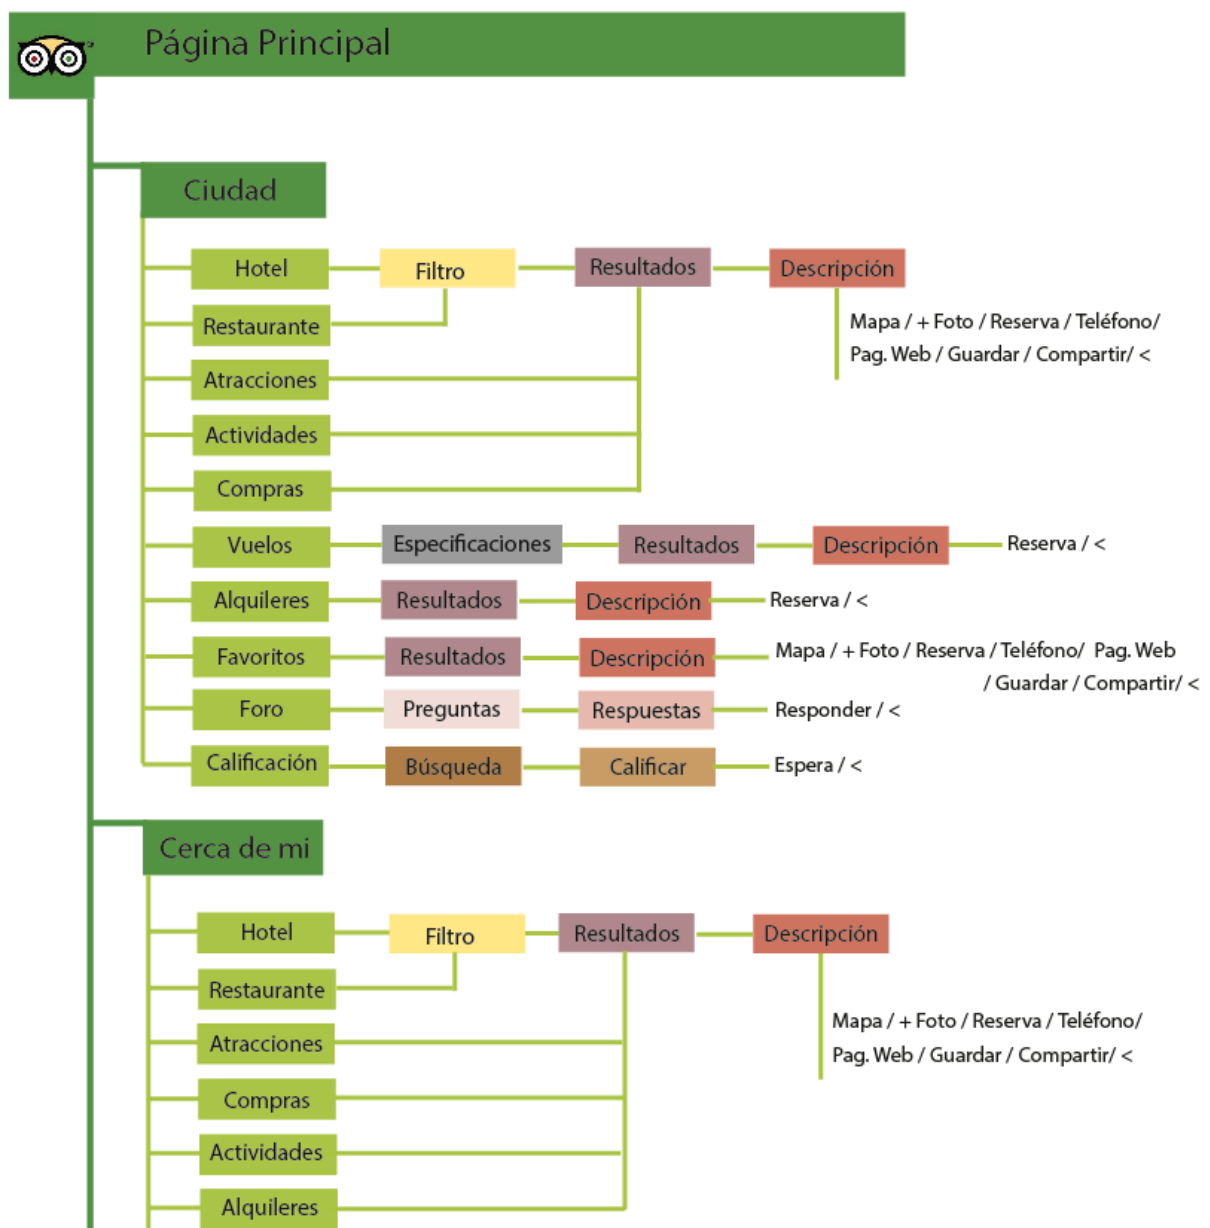 Página Principal
Ciudad
Hotel Filtro Resultados Descripción
Restaurante
Mapa / + Foto / Reserva / Teléfono/
Pag. Web / Guardar / Compartir/ <
Atracciones
Actividades
Compras
Vuelos Especificaciones Resultados Descripción Reserva / <
Alquileres Resultados Descripción Reserva / <
Favoritos Resultados Descripción Mapa / + Foto / Reserva / Teléfono/ Pag. Web
/ Guardar / Compartir/ <
Foro Preguntas Respuestas Responder / <
Calificación Búsqueda Calificar Espera / <
Cerca de mi
Hotel Filtro Resultados Descripción
Restaurante
Mapa / + Foto / Reserva / Teléfono/
Pag. Web / Guardar / Compartir/ <
Atracciones
Compras
Actividades
Alquileres